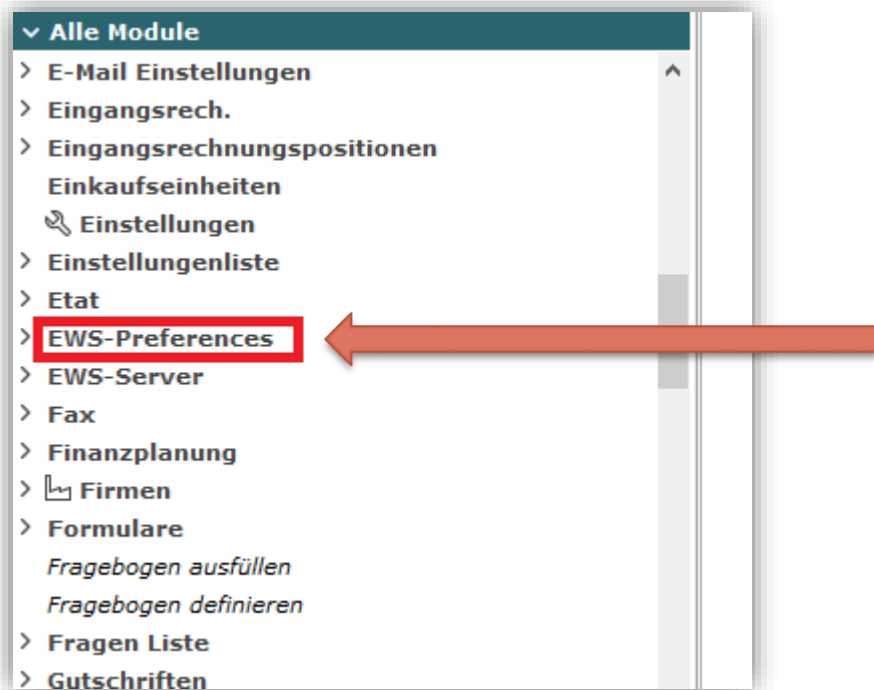 Alle Module
E-Mail Einstellungen
Eingangsrech.
Eingangsrechnungspositionen
Einkaufseinheiten
Einstellungen
Einstellungenliste
Etat
EWS-Preferences
EWS-Server
Fax
Finanzplanung
Firmen
Formulare
Fragebogen ausfüllen
Fragebogen definieren
Fragen Liste
Gutschriften